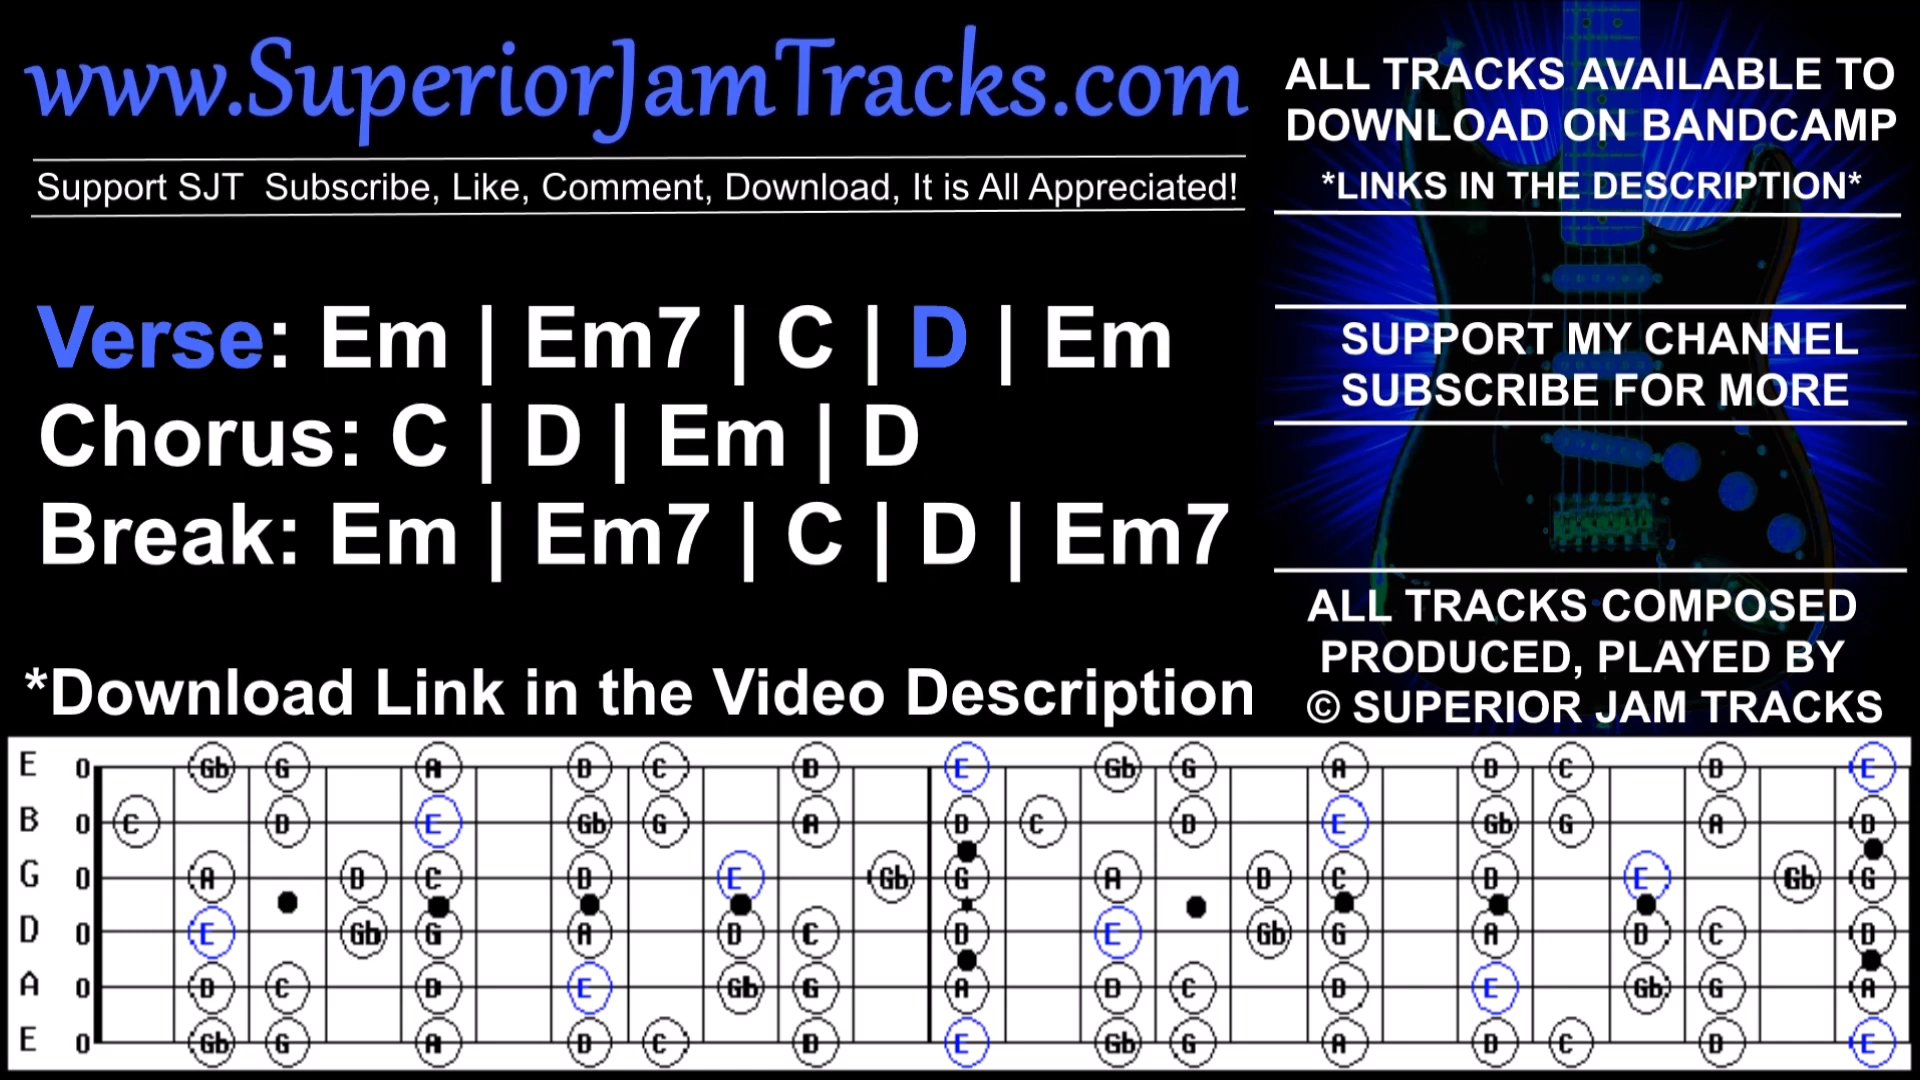 www.SuperiorJamTracks.com
Support SJT Subscribe, Like, Comment, Download, It is All Appreciated!
Verse: Em | Em7 | C | D | Em
Chorus: C | D | Em | D
Break: Em | Em7 | C | D | Em7
*Download Link in the Video Description
ALL TRACKS AVAILABLE TO
DOWNLOAD ON BANDCAMP
*LINKS IN THE DESCRIPTION*
SUPPORT MY CHANNEL
SUBSCRIBE FOR MORE
ALL TRACKS COMPOSED
PRODUCED, PLAYED BY
© SUPERIOR JAM TRACKS
E 0 Gb G A B C D E Gb G A B C D E
B 0 C D E Gb G A B C D E Gb G A B
G 0 A B C D E Gb G A B C D E Gb G
D 0 E Gb G A B C D E Gb G A B C D
A 0 B C D E Gb G A B C D E Gb G A
E 0 Gb G A B C D E Gb G A B C D E